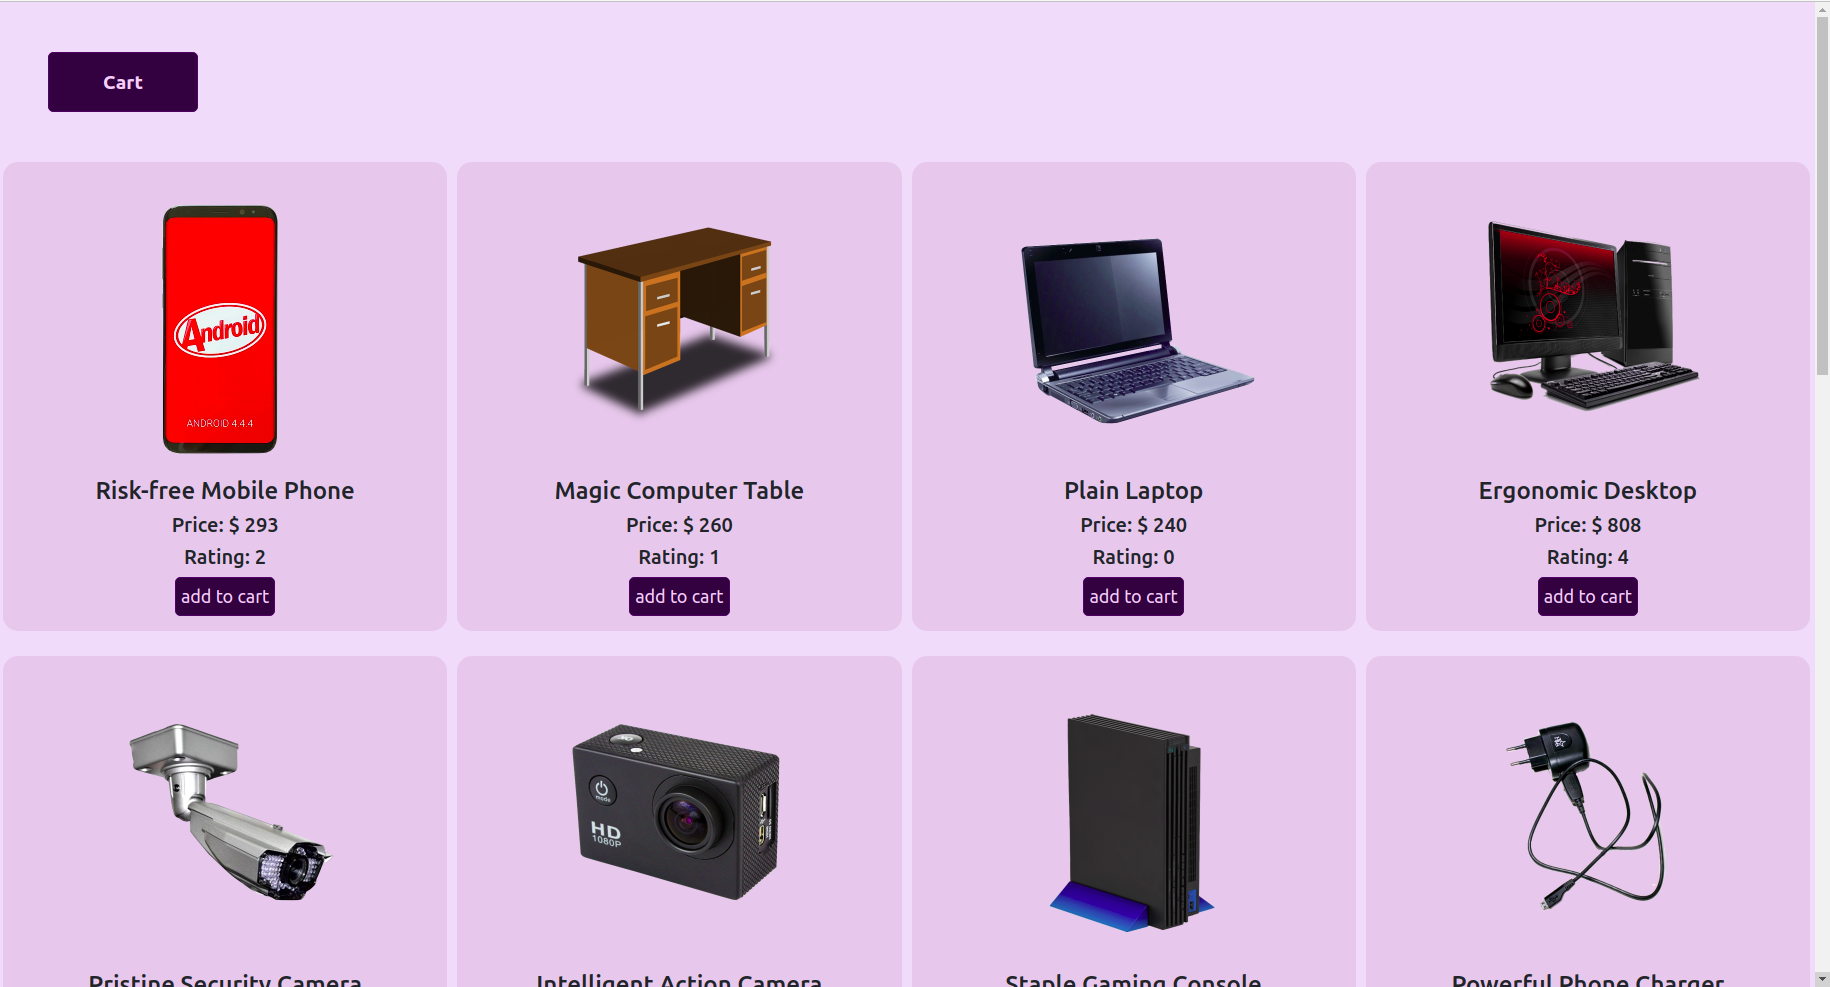 Cart
Android
ANDROID 4.4.4
Risk-free Mobile Phone
Price: $ 293
Rating: 2
add to cart
Magic Computer Table
Price: $ 260
Rating: 1
add to cart
Plain Laptop
Price: $ 240
Rating: 0
add to cart
Ergonomic Desktop
Price: $ 808
Rating: 4
add to cart
mode
HD
1080P
Pristine Security Camera
Intelligent Action Camera
Staple Gaming Console
Powerful Phone Charger